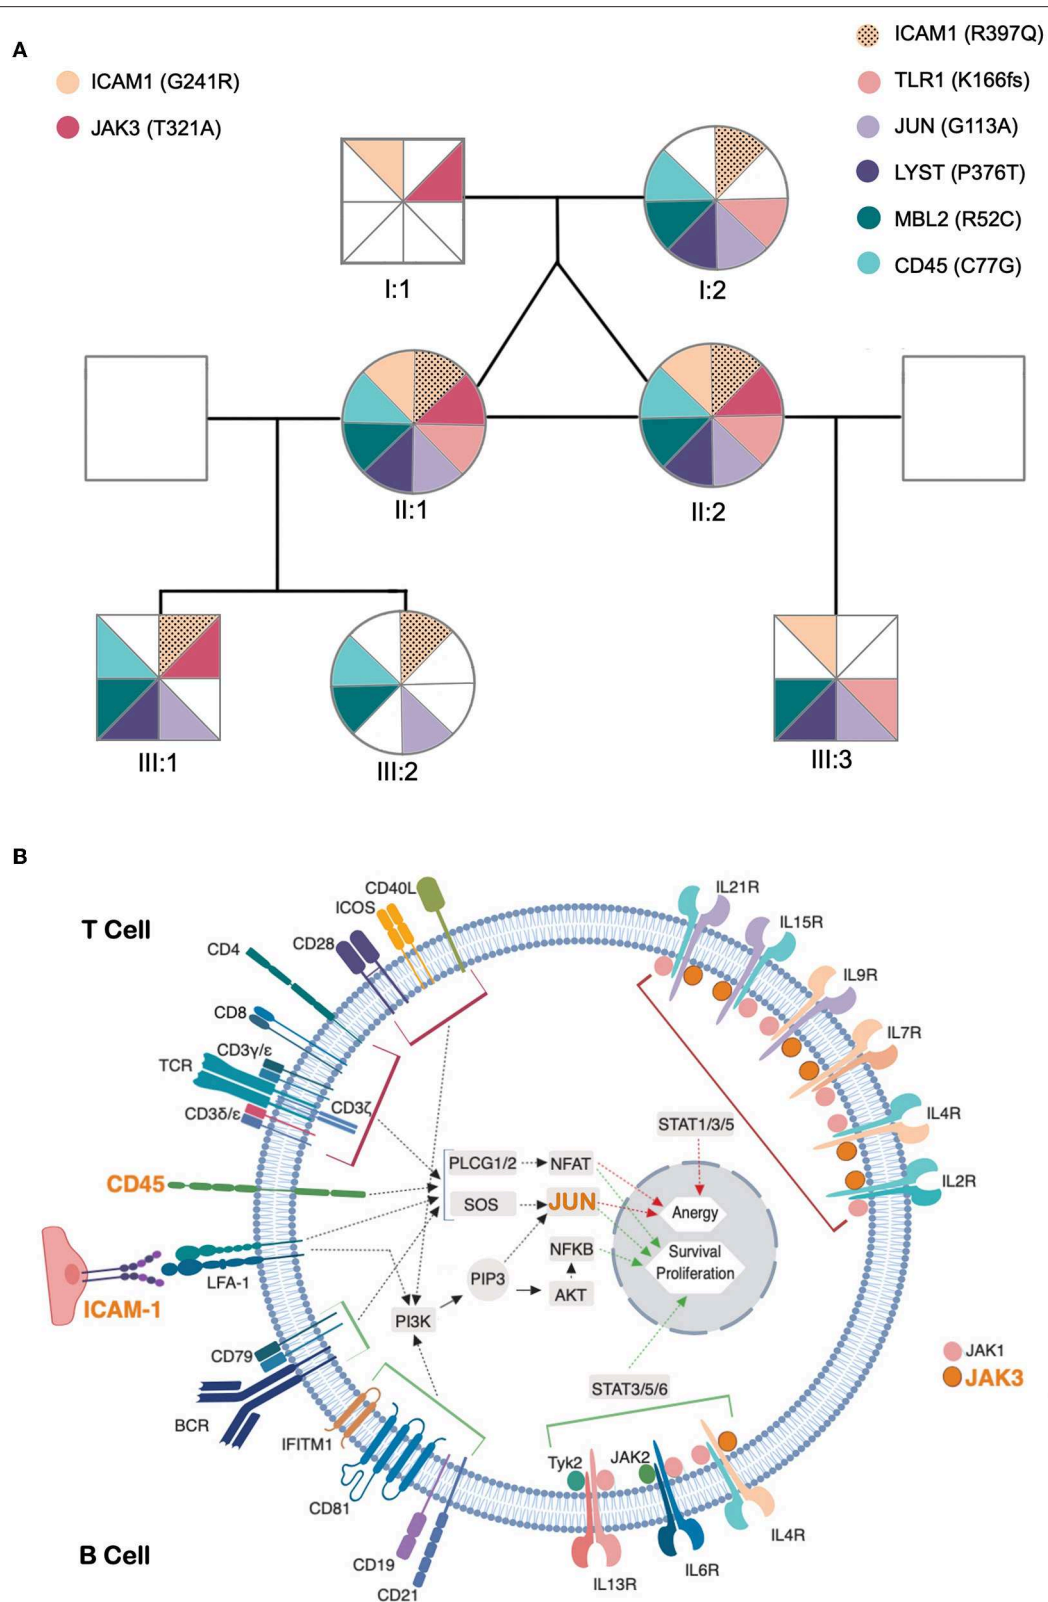 A
ICAM1 (G241R)
JAK3 (T321A)
ICAM1 (R397Q)
TLR1 (K166fs)
JUN (G113A)
LYST (P376T)
MBL2 (R52C)
CD45 (C77G)
I:1
I:2
II:1
II:2
III:1
III:2
III:3
B
T Cell
CD40L
ICOS
CD28
CD4
CD8
CD3γ/ε
TCR
CD3δ/ε
CD3ζ
CD45
LFA-1
ICAM-1
CD79
BCR
IFITM1
CD81
CD19
CD21
B Cell
IL21R
IL15R
IL9R
IL7R
IL4R
IL2R
STAT1/3/5
PLCG1/2
NFAT
SOS
JUN
Anergy
NFKB
Survival
Proliferation
PIP3
AKT
PI3K
STAT3/5/6
JAK1
JAK3
Tyk2
JAK2
IL4R
IL6R
IL13R